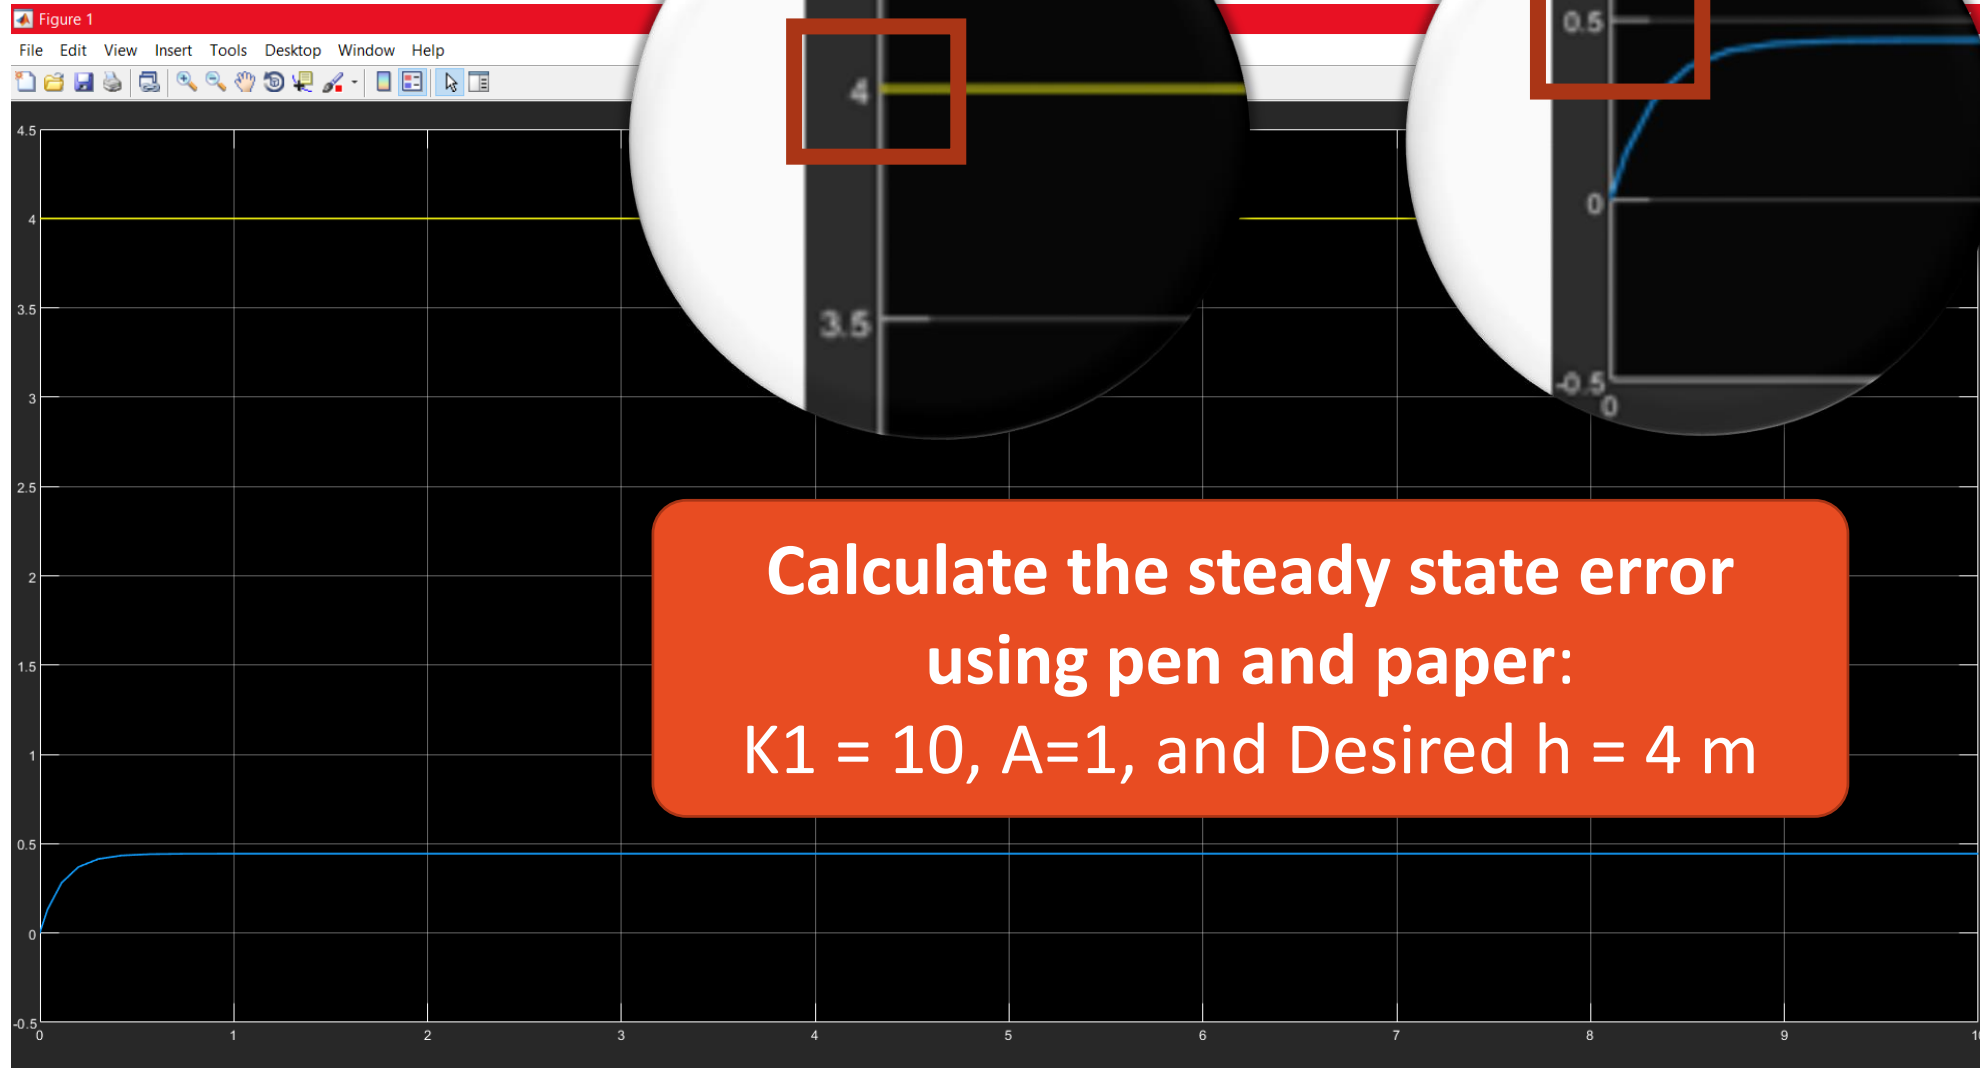 Figure 1
File Edit View Insert Tools Desktop Window Help
4.5
4
3.5
3
2.5
2
1.5
1
0.5
0
-0.5
0 1 2 3 4 5 6 7 8 9 10
4
3.5
0.5
0
-0.5
0
Calculate the steady state error
using pen and paper:
K1 = 10, A=1, and Desired h = 4 m